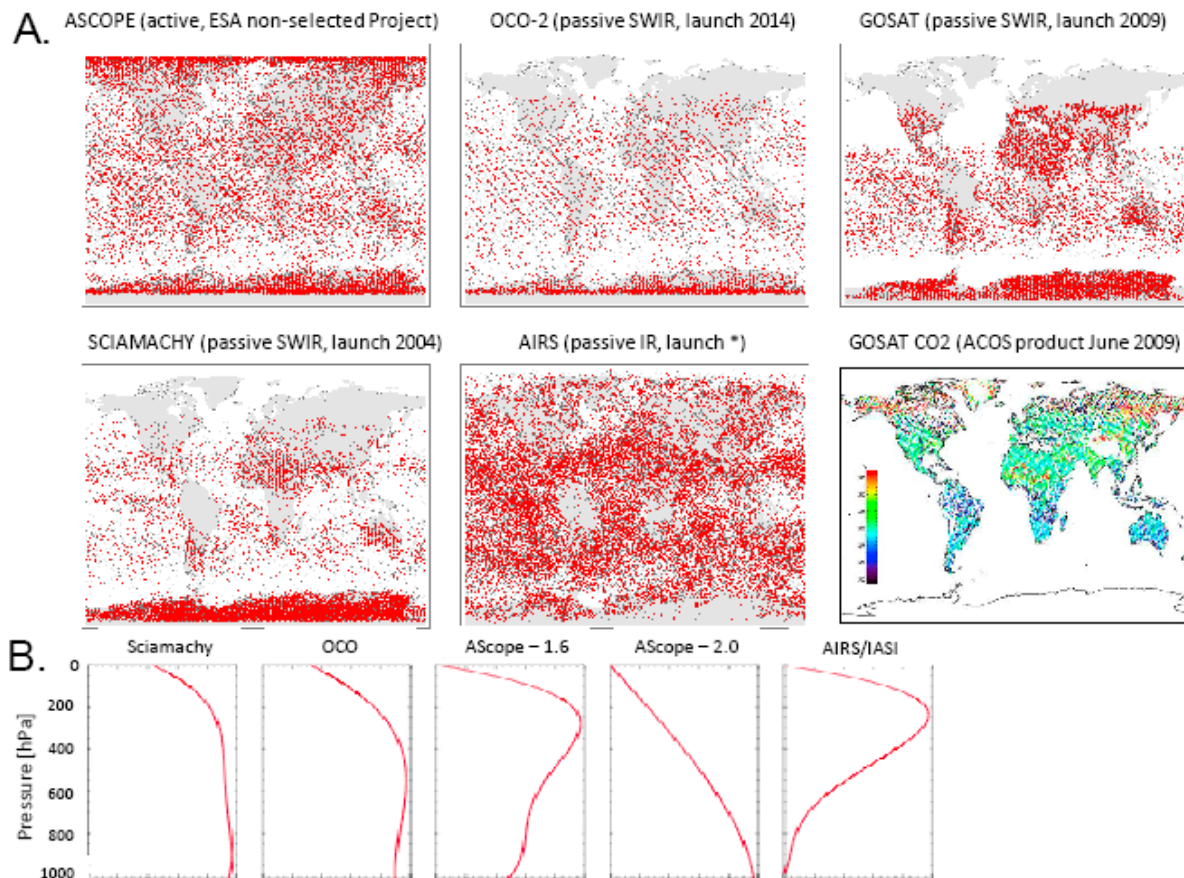 A.
ASCOPE (active, ESA non-selected Project)
OCO-2 (passive SWIR, launch 2014)
GOSAT (passive SWIR, launch 2009)
SCIAMACHY (passive SWIR, launch 2004)
AIRS (passive IR, launch *)
GOSAT CO2 (ACOS product June 2009)
B.
Sciamachy
OCO
AScope – 1.6
AScope – 2.0
AIRS/IASI
Pressure [hPa]
0
200
400
600
800
1000